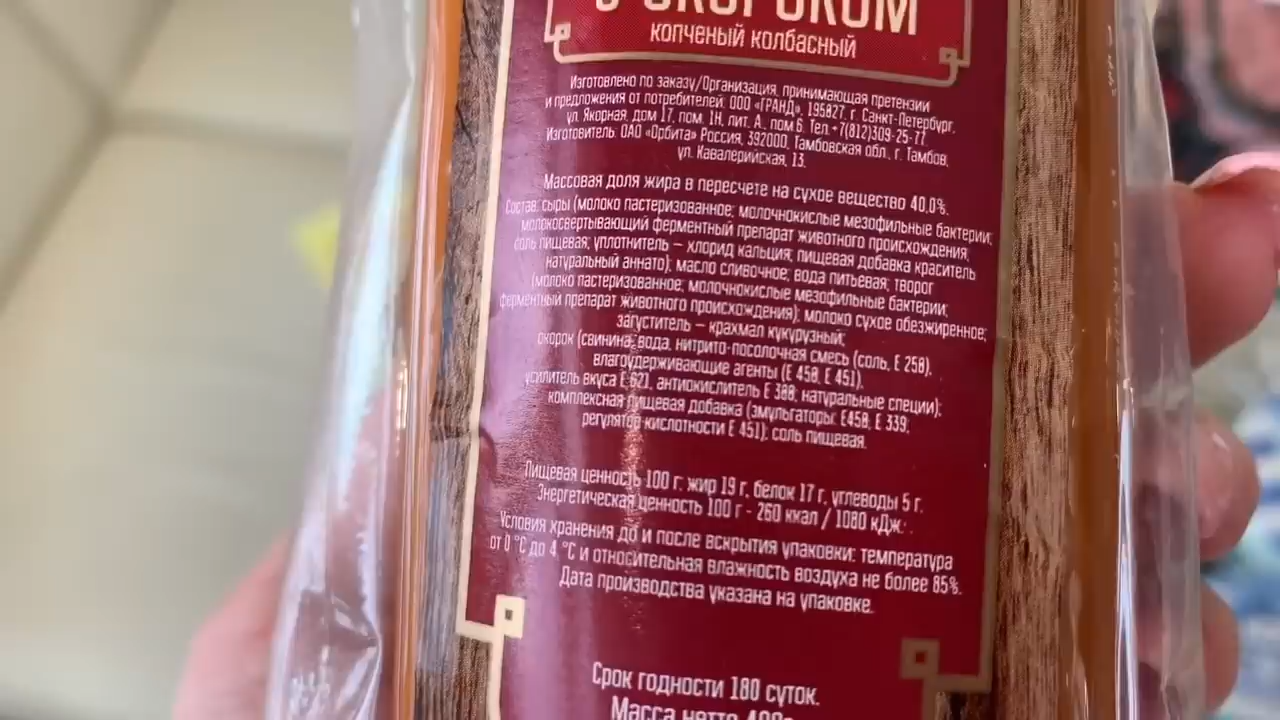 с окороком
копченый колбасный
Изготовлено по заказу/Организация, принимающая претензии
и предложения от потребителей: ООО «ГРАНД», 195827, г. Санкт-Петербург,
ул. Якорная, дом 17, пом. 1Н, лит. А, пом.6. Тел.+7(812)309-25-77.
Изготовитель: ОАО «Орбита» Россия, 392000, Тамбовская обл., г. Тамбов,
ул. Кавалерийская, 13.
Массовая доля жира в пересчете на сухое вещество 40,0%.
Состав: сыры (молоко пастеризованное; молочнокислые мезофильные бактерии;
молокосвертывающий ферментный препарат животного происхождения;
соль пищевая; уплотнитель – хлорид кальция; пищевая добавка краситель
натуральный аннато); масло сливочное; вода питьевая; творог
(молоко пастеризованное; молочнокислые мезофильные бактерии;
ферментный препарат животного происхождения); молоко сухое обезжиренное;
загуститель – крахмал кукурузный;
окорок (свинина, вода, нитрито-посолочная смесь (соль, Е 250),
влагоудерживающие агенты (Е 450, Е 451),
усилитель вкуса Е 621, антиокислитель Е 300, натуральные специи);
комплексная пищевая добавка (эмульгаторы: Е450, Е 339,
регулятор кислотности Е 451); соль пищевая.
Пищевая ценность 100 г: жир 19 г, белок 17 г, углеводы 5 г.
Энергетическая ценность 100 г - 260 ккал / 1080 кДж.
Условия хранения до и после вскрытия упаковки: температура
от 0 °С до 4 °С и относительная влажность воздуха не более 85%.
Дата производства указана на упаковке.
Срок годности 180 суток.
Масса нетто 400г